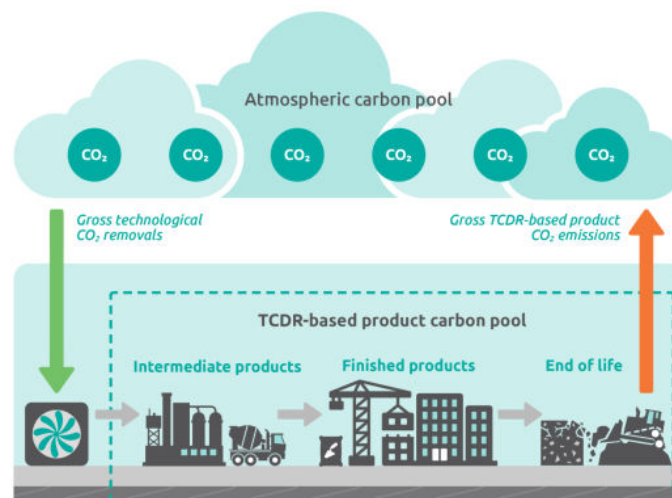 Atmospheric carbon pool
CO₂ CO₂ CO₂ CO₂ CO₂ CO₂
Gross technological
CO₂ removals
Gross TCDR-based product
CO₂ emissions
TCDR-based product carbon pool
Intermediate products
Finished products
End of life